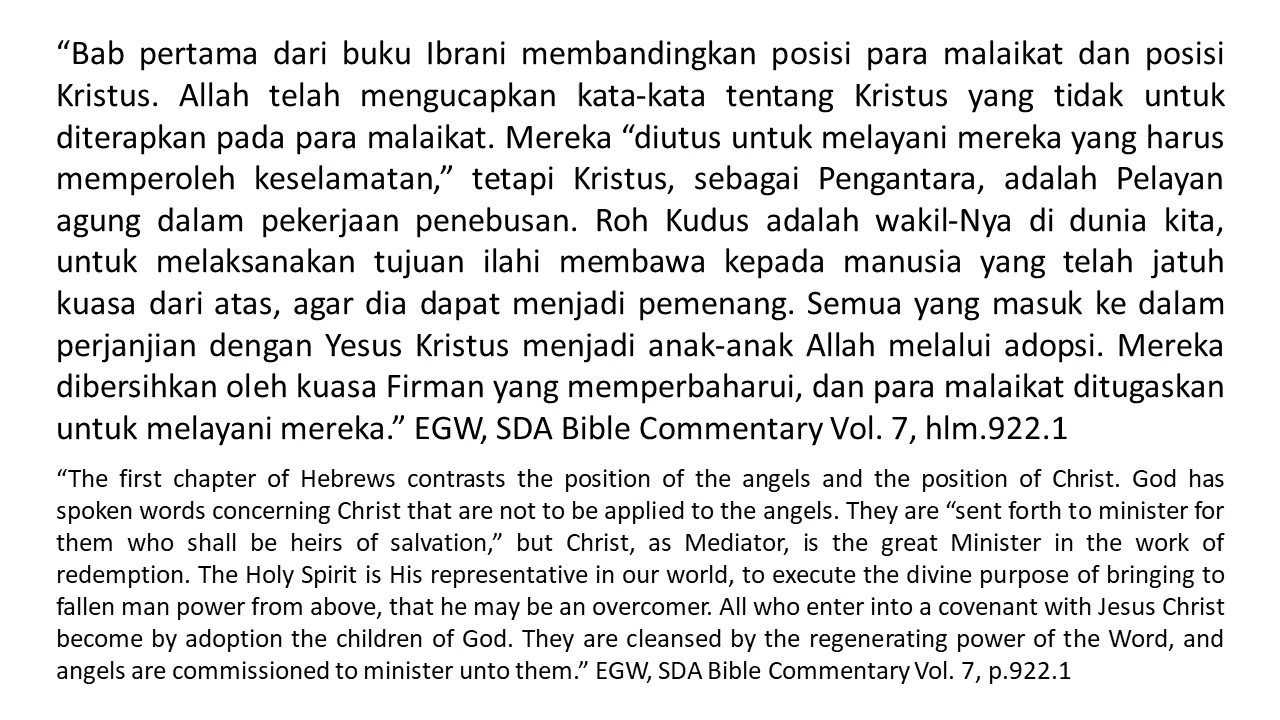 “Bab pertama dari buku Ibrani membandingkan posisi para malaikat dan posisi
Kristus. Allah telah mengucapkan kata-kata tentang Kristus yang tidak untuk
diterapkan pada para malaikat. Mereka “diutus untuk melayani mereka yang harus
memperoleh keselamatan,” tetapi Kristus, sebagai Pengantara, adalah Pelayan
agung dalam pekerjaan penebusan. Roh Kudus adalah wakil-Nya di dunia kita,
untuk melaksanakan tujuan ilahi membawa kepada manusia yang telah jatuh
kuasa dari atas, agar dia dapat menjadi pemenang. Semua yang masuk ke dalam
perjanjian dengan Yesus Kristus menjadi anak-anak Allah melalui adopsi. Mereka
dibersihkan oleh kuasa Firman yang memperbaharui, dan para malaikat ditugaskan
untuk melayani mereka.” EGW, SDA Bible Commentary Vol. 7, hlm.922.1
“The first chapter of Hebrews contrasts the position of the angels and the position of Christ. God has
spoken words concerning Christ that are not to be applied to the angels. They are “sent forth to minister for
them who shall be heirs of salvation,” but Christ, as Mediator, is the great Minister in the work of
redemption. The Holy Spirit is His representative in our world, to execute the divine purpose of bringing to
fallen man power from above, that he may be an overcomer. All who enter into a covenant with Jesus Christ
become by adoption the children of God. They are cleansed by the regenerating power of the Word, and
angels are commissioned to minister unto them.” EGW, SDA Bible Commentary Vol. 7, p.922.1